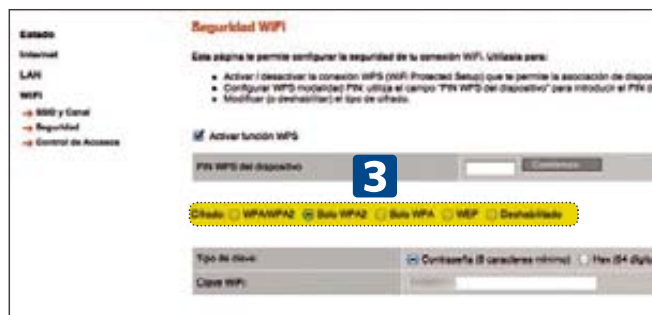 Estado
Internet
LAN
WiFi
SSID y Canal
Seguridad
Control de Accesos
Seguridad WIFI
Esta página te permite configurar la seguridad de tu conexión WiFi. Utilízala para:
Activar / desactivar la conexión WPS (WiFi Protected Setup) que te permite la asociación de dispos
Configurar WPS modalidad PIN: utiliza el campo "PIN WPS del dispositivo" para introducir el PIN d
Modificar (o deshabilitar) el tipo de cifrado.
Activar función WPS
PIN WPS del dispositivo
3
Cifrado WPA/WPA2 Solo WPA2 Solo WPA WEP Deshabilitado
Tipo de clave Contraseña (8 caracteres mínimo) Hex (64 dígito
Clave WiFi